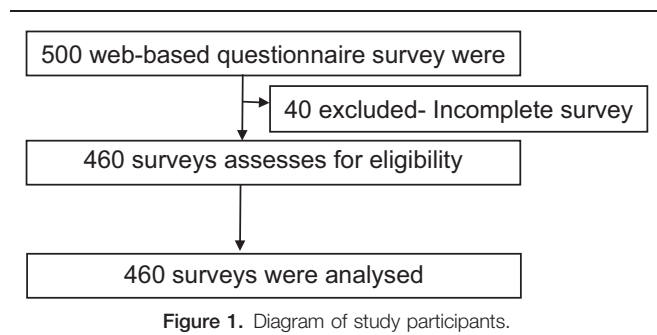 500 web-based questionnaire survey were
40 excluded- Incomplete survey
460 surveys assesses for eligibility
460 surveys were analysed
Figure 1. Diagram of study participants.